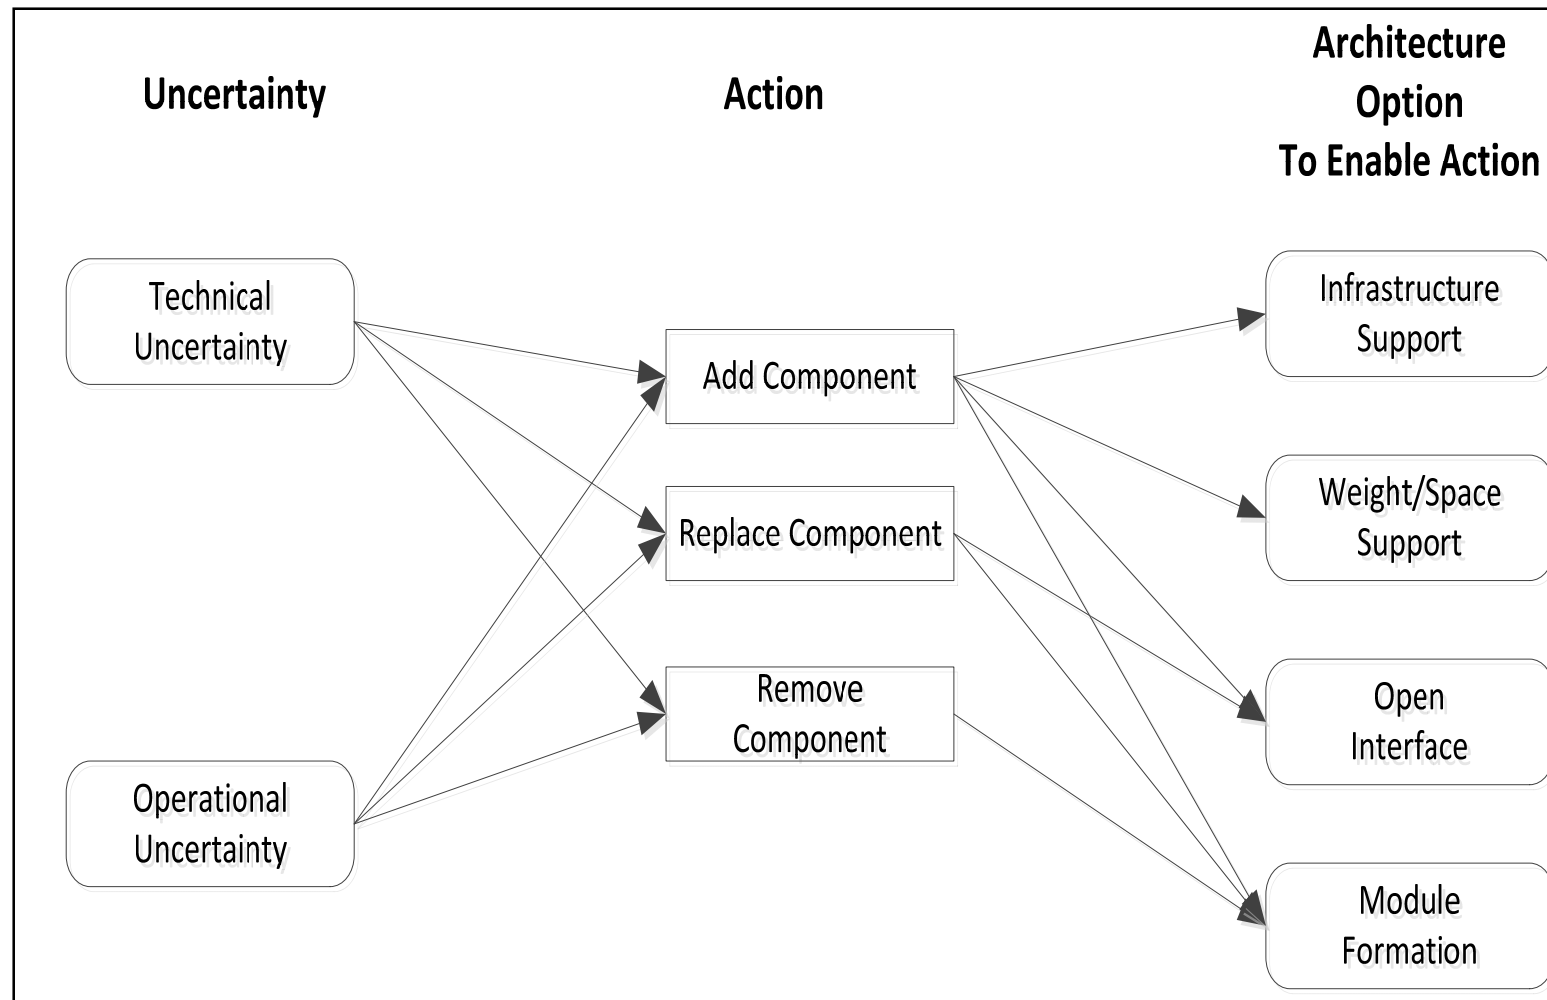 Uncertainty
Action
Architecture
Option
To Enable Action
Technical
Uncertainty
Operational
Uncertainty
Add Component
Replace Component
Remove
Component
Infrastructure
Support
Weight/Space
Support
Open
Interface
Module
Formation